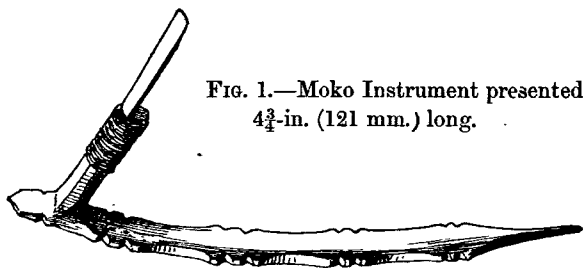 FIG. 1.—Moko Instrument presented
4¾-in. (121 mm.) long.